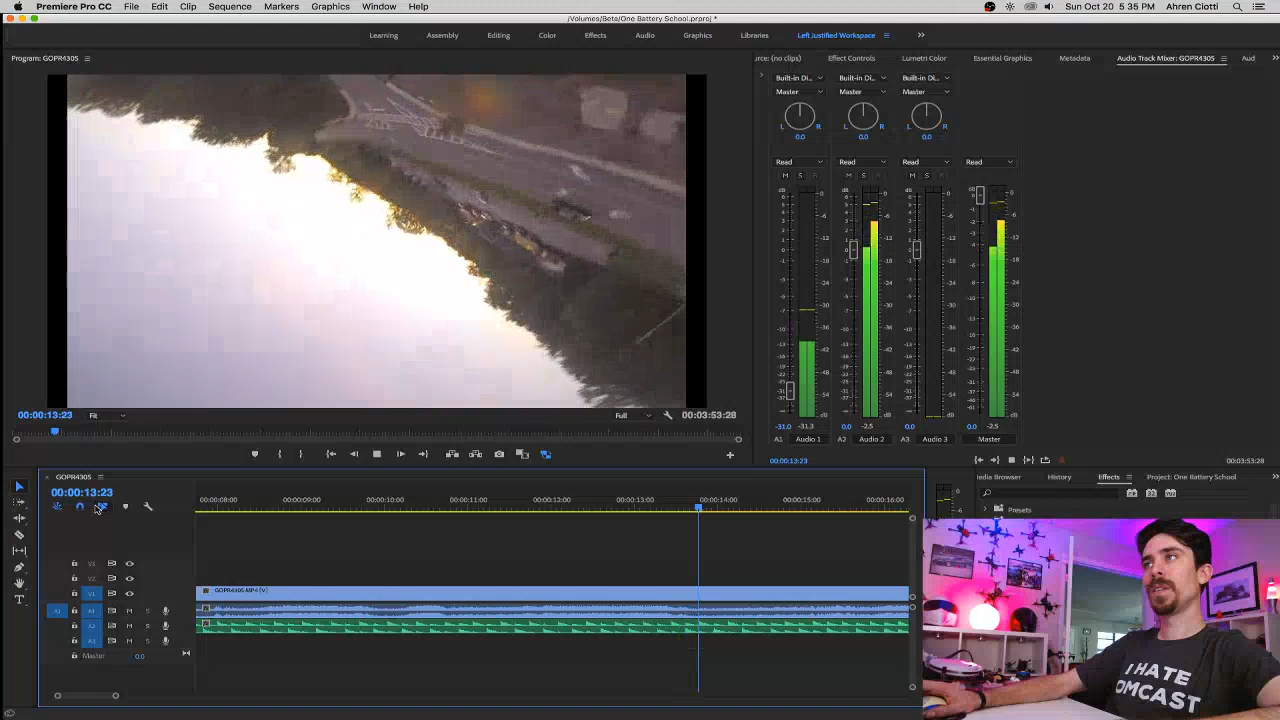 Premiere Pro CC File Edit Clip Sequence Markers Graphics Window Help Sun Oct 20 5:35 PM Ahren Ciotti
/Volumes/Beta/One Battery School.prproj *
Learning Assembly Editing Color Effects Audio Graphics Libraries Left Justified Workspace
Program: GOPR4305
urce: (no clips) Effect Controls Lumetri Color Essential Graphics Metadata Audio Track Mixer: GOPR4305 Aud
Built-in Di... Built-in Di... Built-in Di...
Master Master Master
L R L R L R
0.0 0.0 0.0
Read Read Read Read
M S R M S R M S R
-31.0 -31.3 0.0 -2.5 0.0 0.0 -2.5
A1 Audio 1 A2 Audio 2 A3 Audio 3 Master
00:00:13:23 Fit Full 00:03:53:28
00:00:13:23 00:03:53:28
GOPR4305
edia Browser History Effects Project: One Battery School
00:00:13:23
00:00:08:00 00:00:09:00 00:00:10:00 00:00:11:00 00:00:12:00 00:00:13:00 00:00:14:00 00:00:15:00 00:00:16:00
Presets
V3
V2
V1 GOPR4305.MP4 [V]
A1 A1 M S
A2 M S
A3 M S
Master 0.0
I HATE
OMCAST